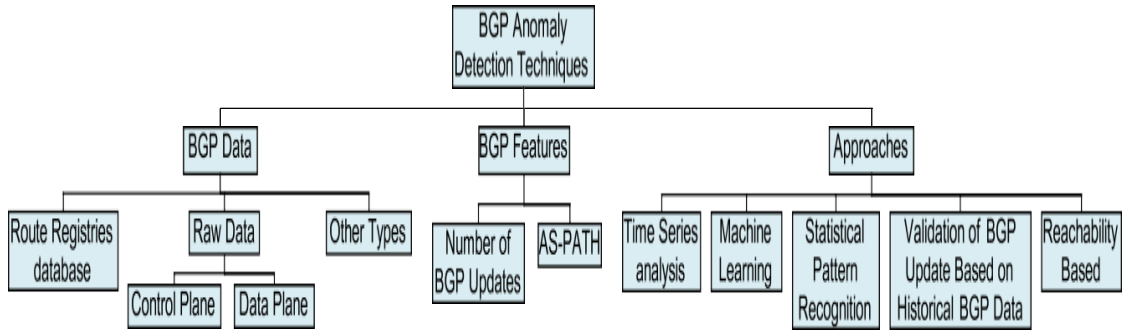 BGP Anomaly
Detection Techniques
BGP Data
BGP Features
Approaches
Route Registries
database
Raw Data
Other Types
Control Plane
Data Plane
Number of
BGP Updates
AS-PATH
Time Series
analysis
Machine
Learning
Statistical
Pattern
Recognition
Validation of BGP
Update Based on
Historical BGP Data
Reachability
Based